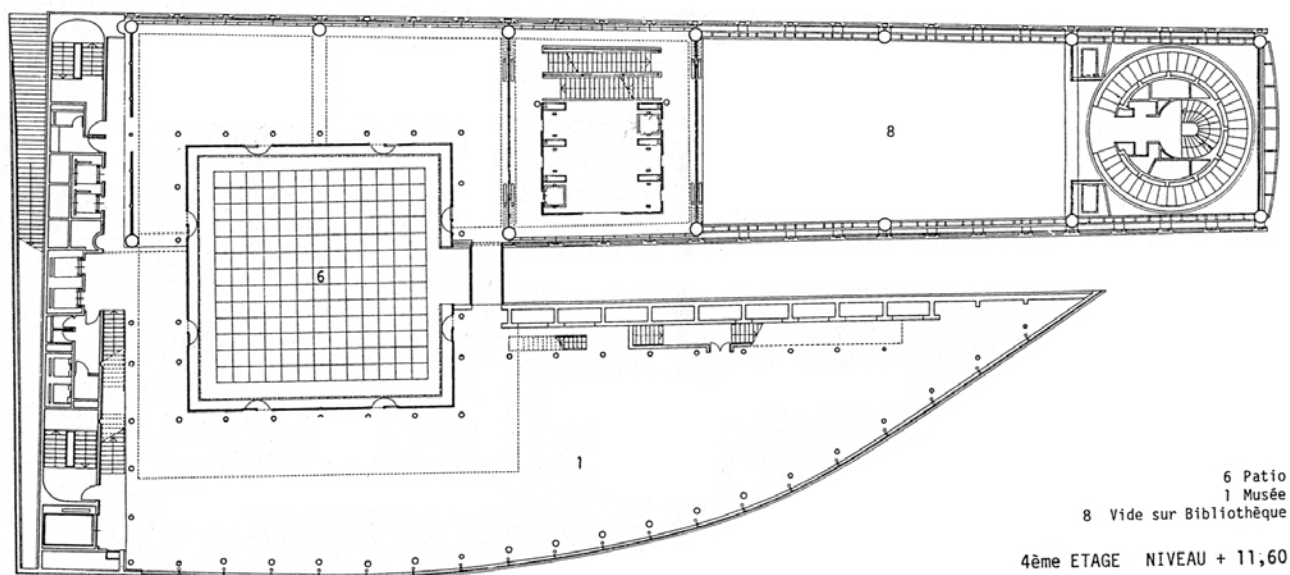 8
6
1
6 Patio
1 Musée
8 Vide sur Bibliothèque
4ème ETAGE NIVEAU + 11,60